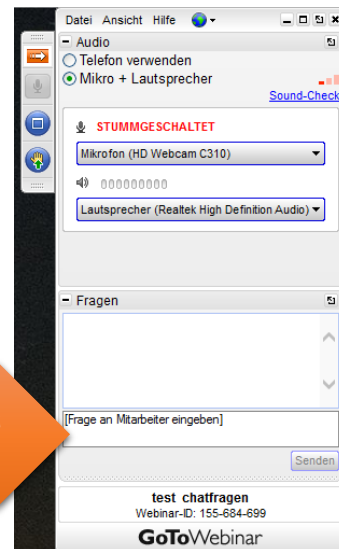 Datei Ansicht Hilfe
Audio
Telefon verwenden
Mikro + Lautsprecher
Sound-Check
STUMMGESCHALTET
Mikrofon (HD Webcam C310)
Lautsprecher (Realtek High Definition Audio)
Fragen
[Frage an Mitarbeiter eingeben]
Senden
test chatfragen
Webinar-ID: 155-684-699
GoToWebinar